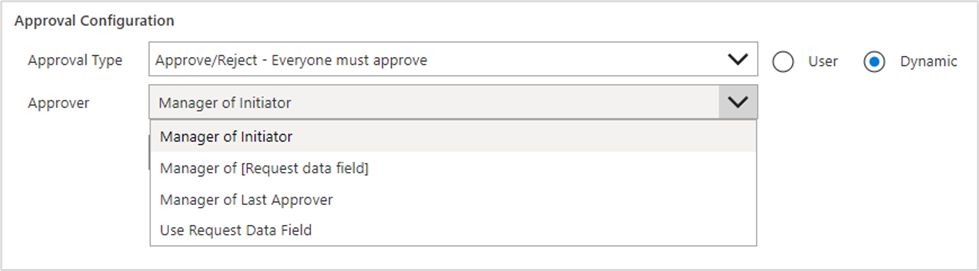 Approval Configuration
Approval Type Approve/Reject - Everyone must approve User Dynamic
Approver Manager of Initiator
Manager of Initiator
Manager of [Request data field]
Manager of Last Approver
Use Request Data Field